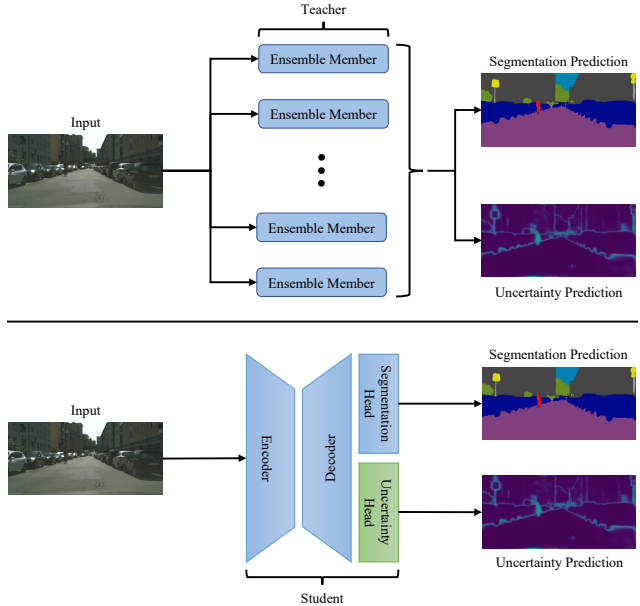 Teacher
Ensemble Member
Segmentation Prediction
Ensemble Member
Input
Ensemble Member
Ensemble Member
Uncertainty Prediction
Segmentation Prediction
Input
Encoder
Decoder
Segmentation
Head
Uncertainty
Head
Uncertainty Prediction
Student